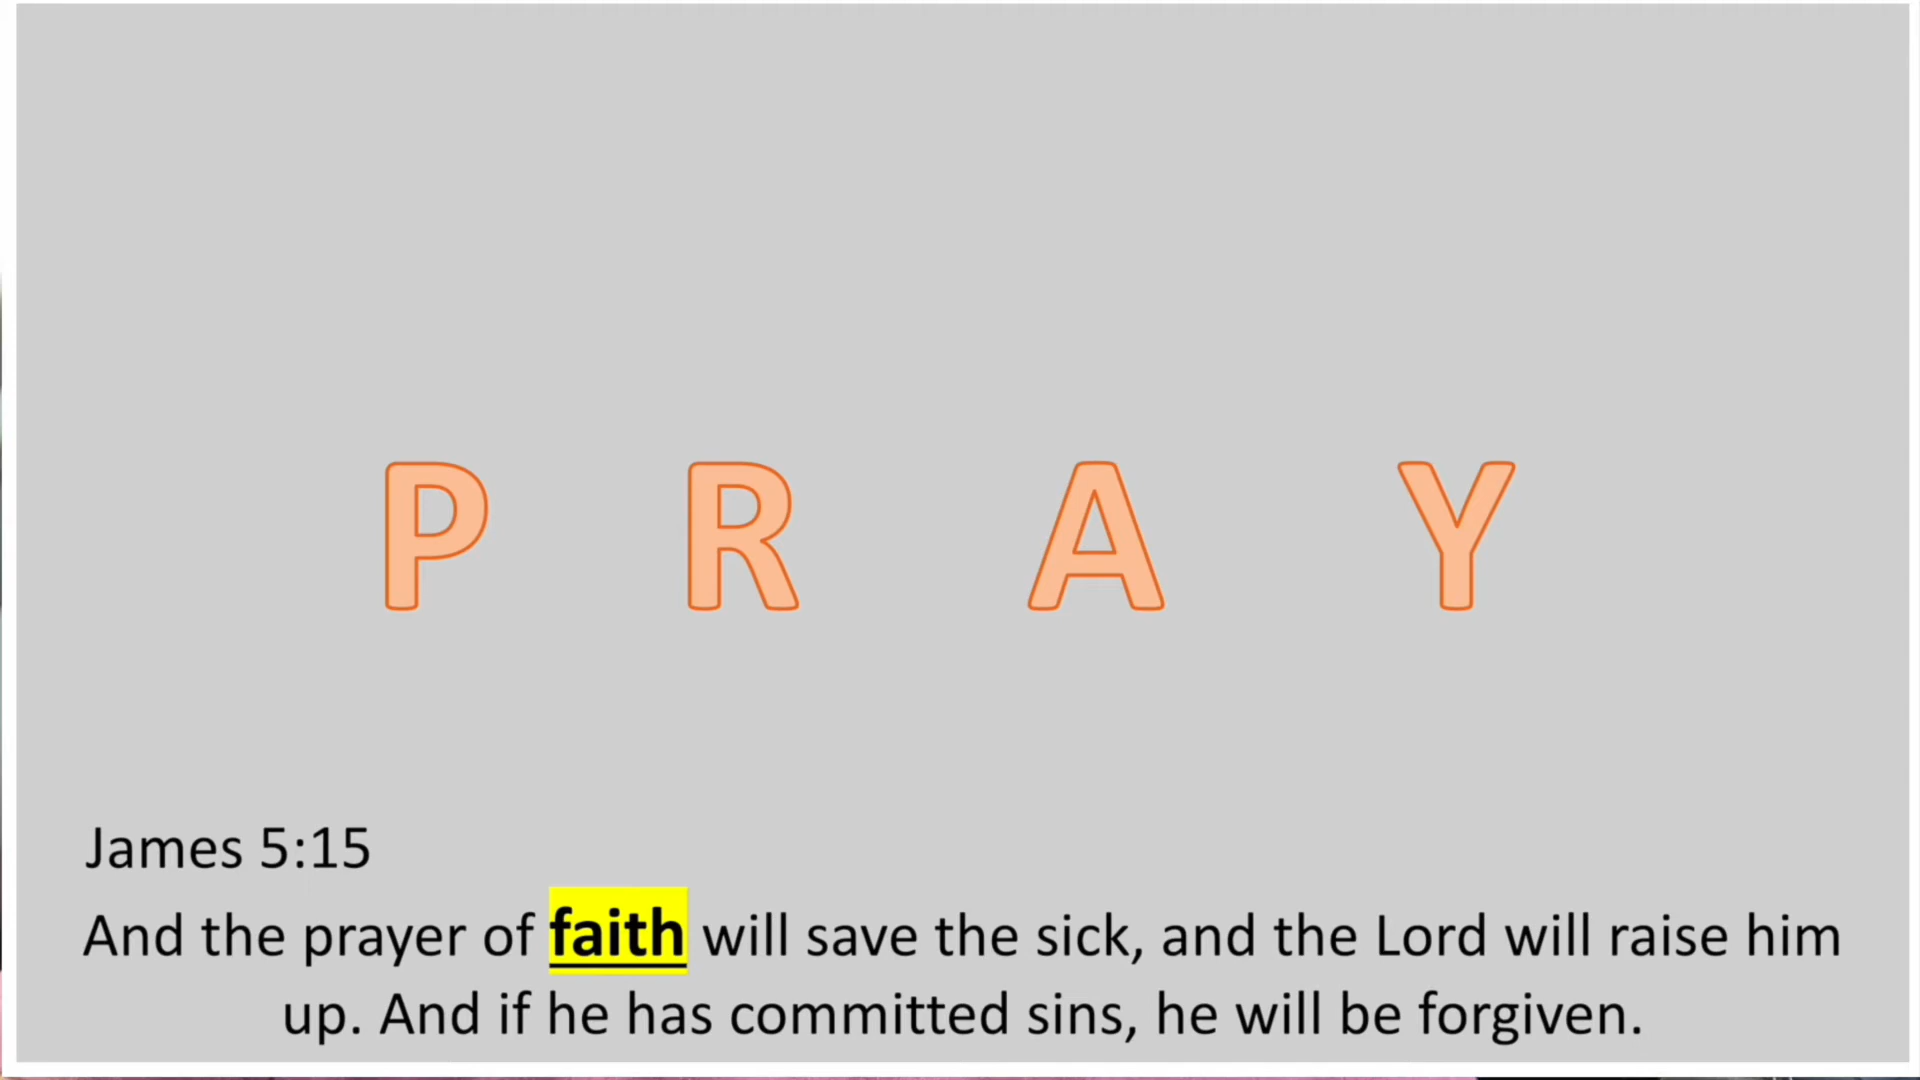 P R A Y
James 5:15
And the prayer of faith will save the sick, and the Lord will raise him
up. And if he has committed sins, he will be forgiven.